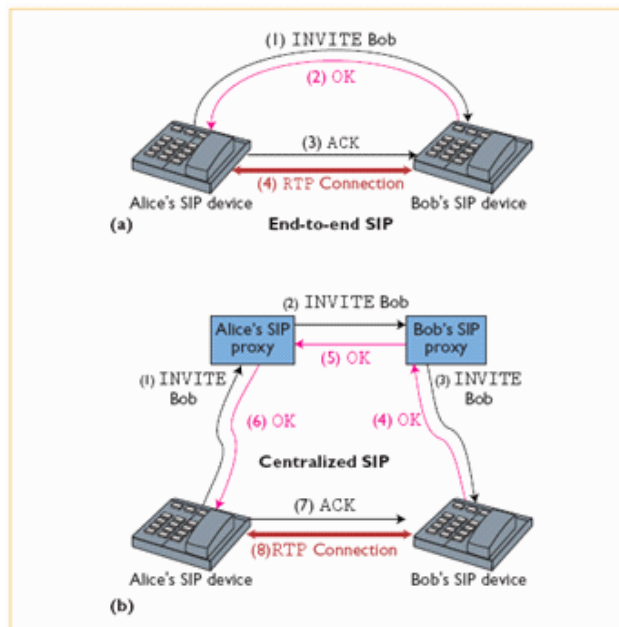 (1) INVITE Bob
(2) OK
(3) ACK
(4) RTP Connection
Alice's SIP device
Bob's SIP device
(a)
End-to-end SIP
(2) INVITE Bob
Alice's SIP
proxy
Bob's SIP
proxy
(5) OK
(1) INVITE
Bob
(3) INVITE
Bob
(6) OK
(4) OK
Centralized SIP
(7) ACK
(8)RTP Connection
Alice's SIP device
Bob's SIP device
(b)